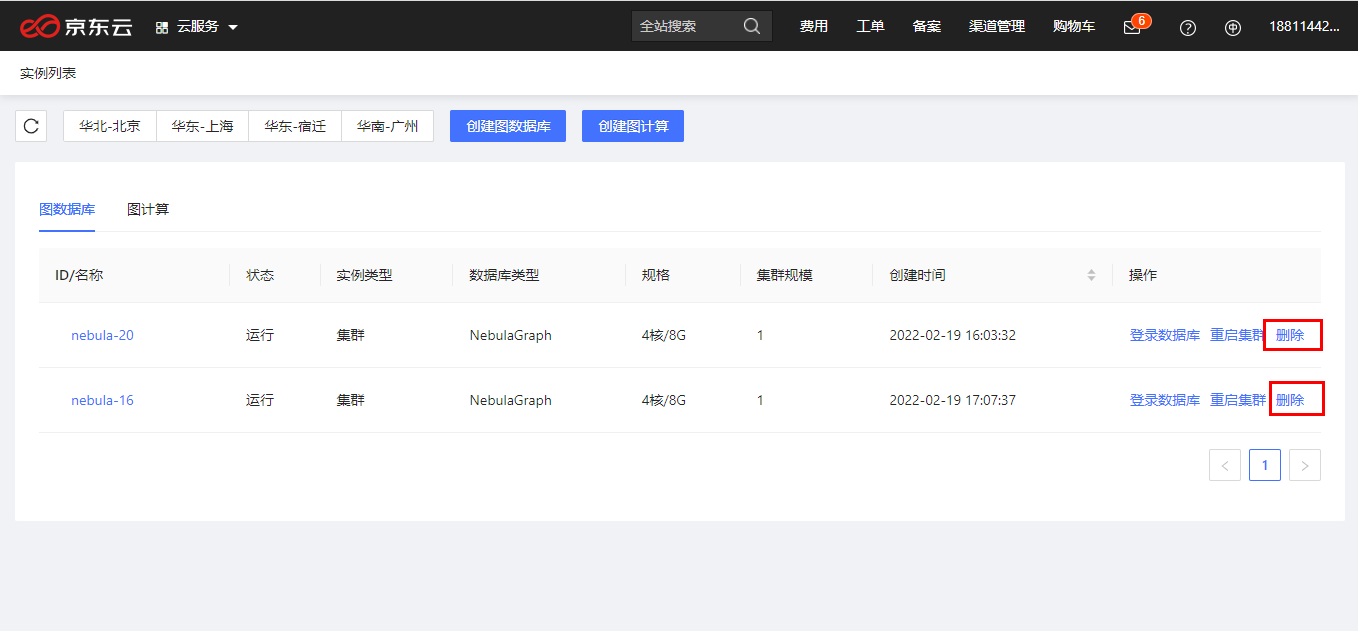 京东云 云服务 全站搜索 费用 工单 备案 渠道管理 购物车 6 18811442...
实例列表
华北-北京 华东-上海 华东-宿迁 华南-广州 创建图数据库 创建图计算
图数据库 图计算
ID/名称 状态 实例类型 数据库类型 规格 集群规模 创建时间 操作
nebula-20 运行 集群 NebulaGraph 4核/8G 1 2022-02-19 16:03:32 登录数据库 重启集群 删除
nebula-16 运行 集群 NebulaGraph 4核/8G 1 2022-02-19 17:07:37 登录数据库 重启集群 删除
< 1 >